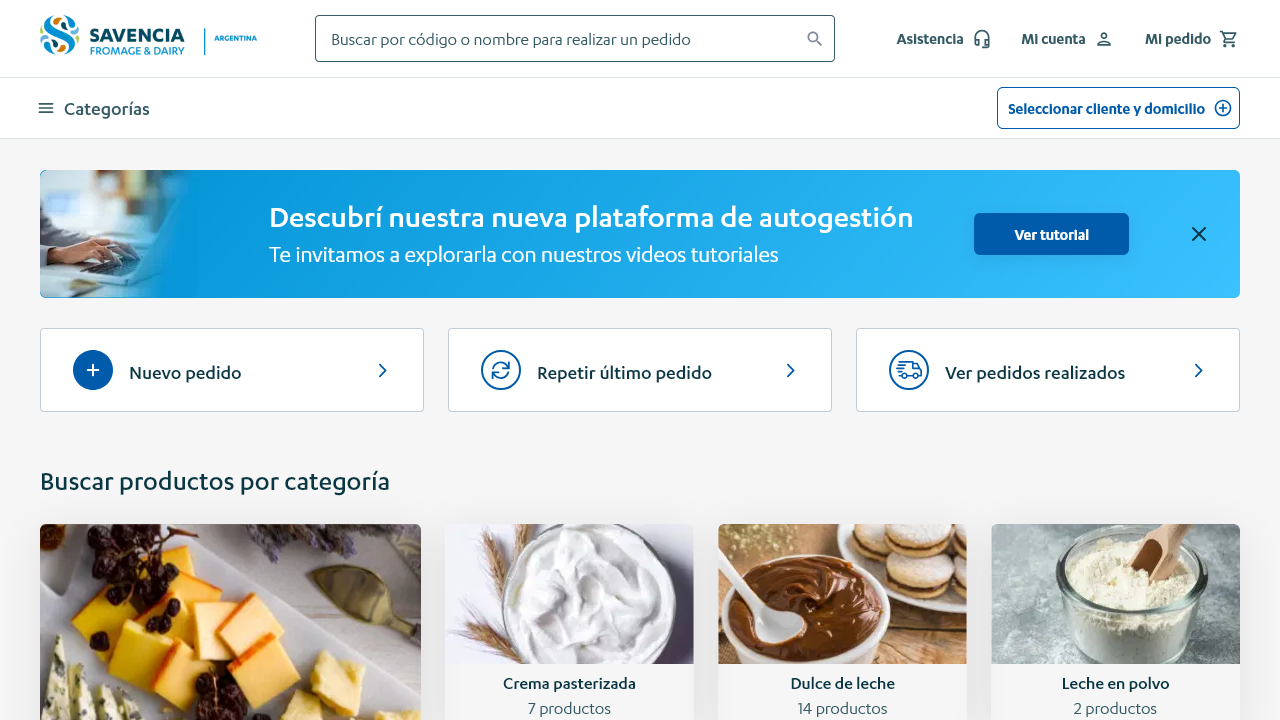 SAVENCIA
FROMAGE & DAIRY
ARGENTINA
Buscar por código o nombre para realizar un pedido
Asistencia
Mi cuenta
Mi pedido
Categorías
Seleccionar cliente y domicilio
Descubrí nuestra nueva plataforma de autogestión
Te invitamos a explorarla con nuestros videos tutoriales
Ver tutorial
Nuevo pedido
Repetir último pedido
Ver pedidos realizados
Buscar productos por categoría
Crema pasteurizada
7 productos
Dulce de leche
14 productos
Leche en polvo
2 productos